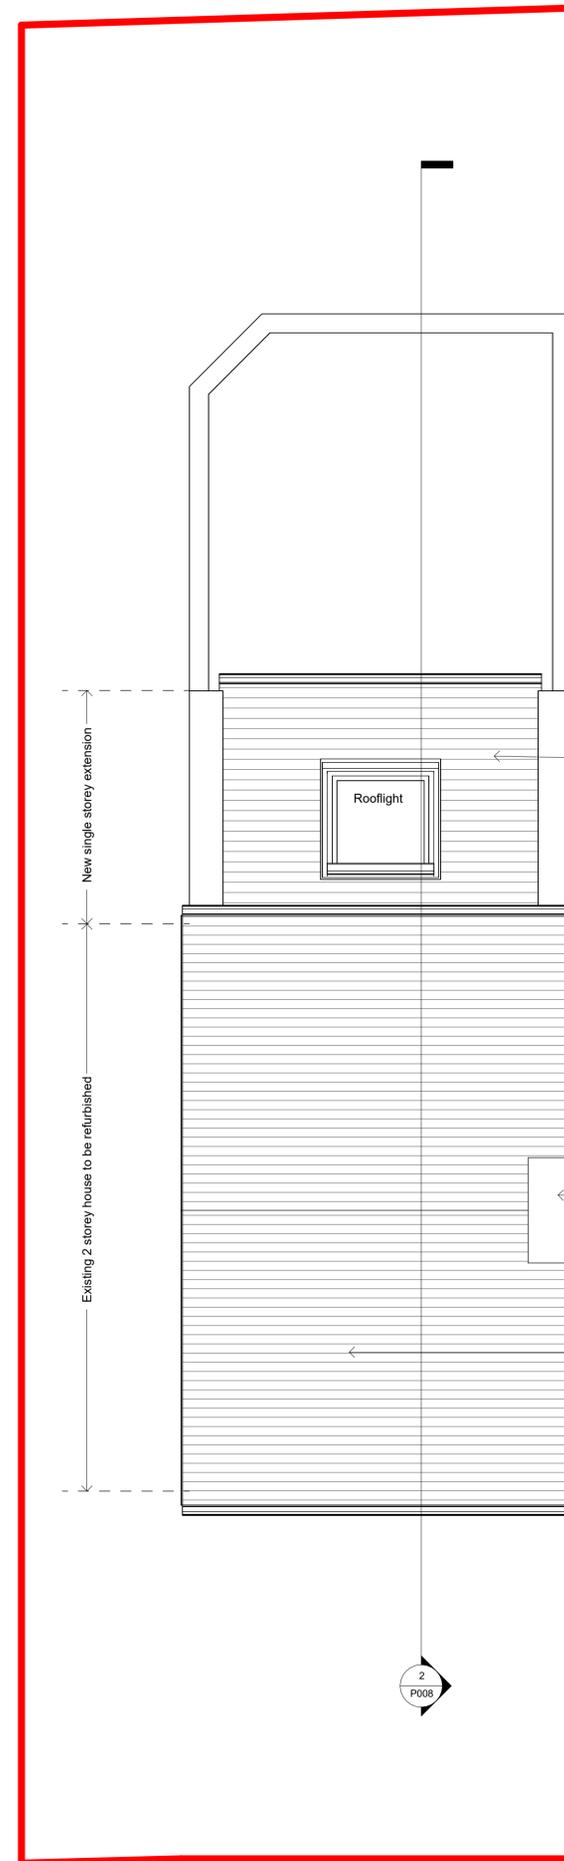 New single storey extension
Rooflight
Existing 2 storey house to be refurbished
2
P008